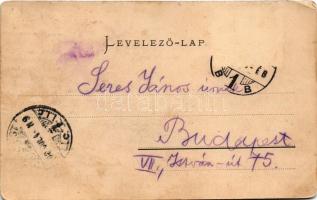 LEVELEZŐ-LAP.
Seres János úrnak
Budapest
VII, István-út 75.